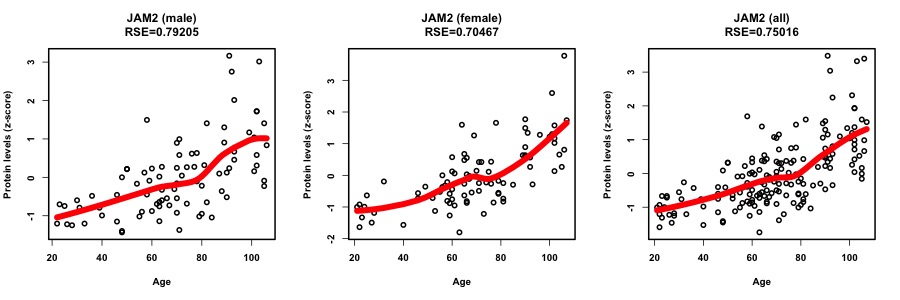 JAM2 (male)
RSE=0.79205
Protein levels (z-score)
3
2
1
0
-1
20 40 60 80 100
Age
JAM2 (female)
RSE=0.70467
Protein levels (z-score)
3
2
1
0
-1
-2
20 40 60 80 100
Age
JAM2 (all)
RSE=0.75016
Protein levels (z-score)
3
2
1
0
-1
20 40 60 80 100
Age